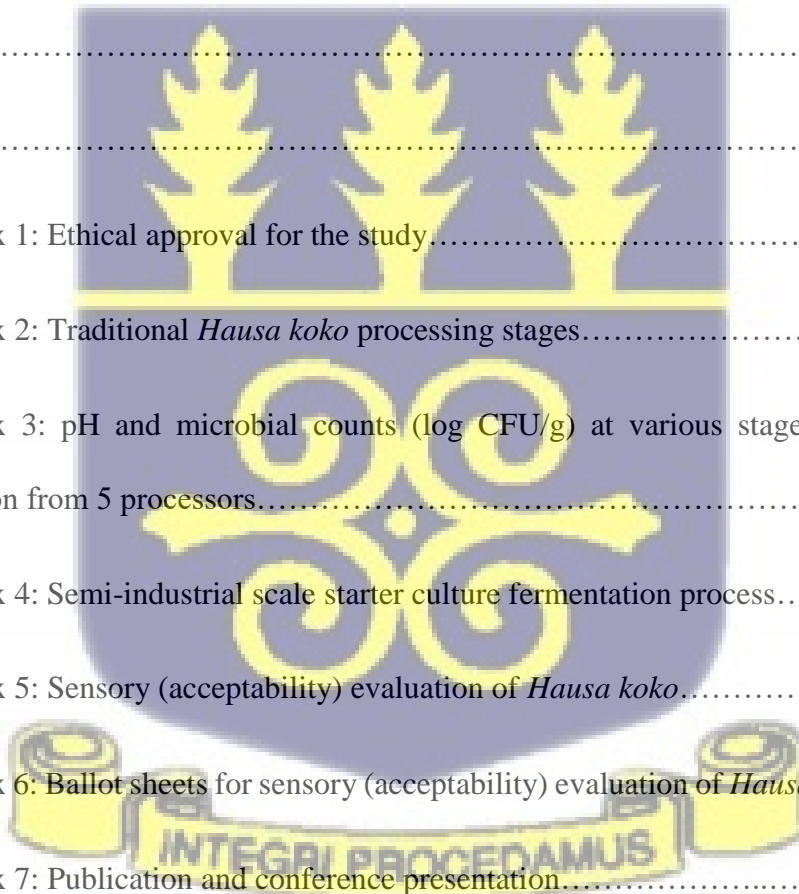 ……………………………………………………………………
……………………………………………………………………
x 1: Ethical approval for the study……………………………
x 2: Traditional Hausa koko processing stages…………………
x 3: pH and microbial counts (log CFU/g) at various stage
on from 5 processors……………………………………………
x 4: Semi-industrial scale starter culture fermentation process…
x 5: Sensory (acceptability) evaluation of Hausa koko…………
x 6: Ballot sheets for sensory (acceptability) evaluation of Hausa
x 7: Publication and conference presentation……………………
INTEGRI PROCEDAMUS